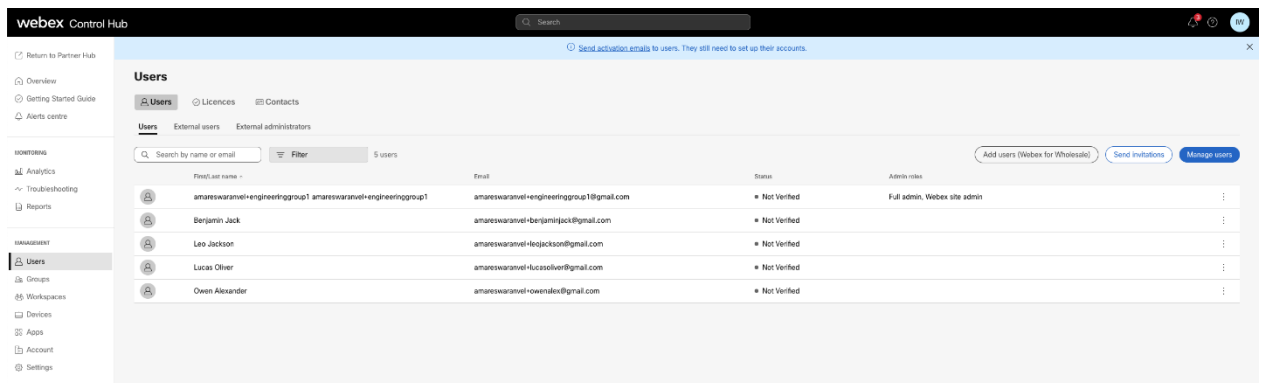 webex Control Hub
Search
3
IW
Return to Partner Hub
Send activation emails to users. They still need to set up their accounts.
Overview
Getting Started Guide
Alerts centre
Users
Users Licences Contacts
Users External users External administrators
MONITORING
Analytics
Troubleshooting
Reports
Search by name or email Filter 5 users Add users (Webex for Wholesale) Send invitations Manage users
First/Last name Email Status Admin roles
amareswaranvel+engineeringgroup1 amareswaranvel+engineeringgroup1 amareswaranvel+engineeringgroup1@gmail.com Not Verified Full admin, Webex site admin
Benjamin Jack amareswaranvel+benjaminjack@gmail.com Not Verified
Leo Jackson amareswaranvel+leojackson@gmail.com Not Verified
Lucas Oliver amareswaranvel+lucasoliver@gmail.com Not Verified
Owen Alexander amareswaranvel+owenalex@gmail.com Not Verified
MANAGEMENT
Users
Groups
Workspaces
Devices
Apps
Account
Settings